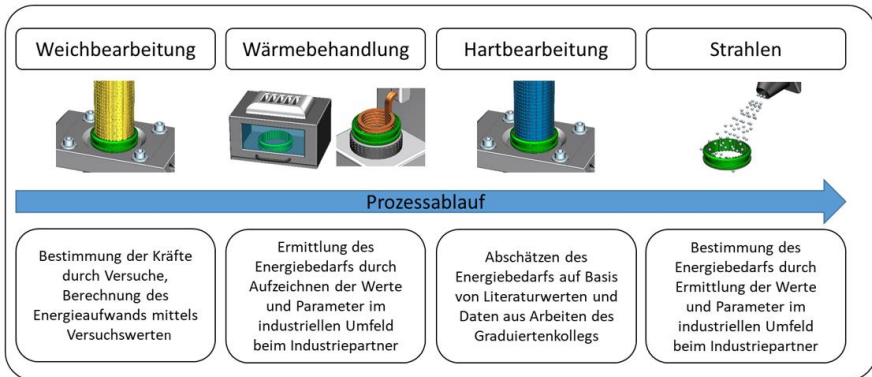 Weichbearbeitung
Wärmebehandlung
Hartbearbeitung
Strahlen
Prozessablauf
Bestimmung der Kräfte
durch Versuche,
Berechnung des
Energieaufwands mittels
Versuchswerten
Ermittlung des
Energiebedarfs durch
Aufzeichnen der Werte
und Parameter im
industriellen Umfeld
beim Industriepartner
Abschätzen des
Energiebedarfs auf Basis
von Literaturwerten und
Daten aus Arbeiten des
Graduiertenkollegs
Bestimmung des
Energiebedarfs durch
Ermittlung der Werte
und Parameter im
industriellen Umfeld
beim Industriepartner